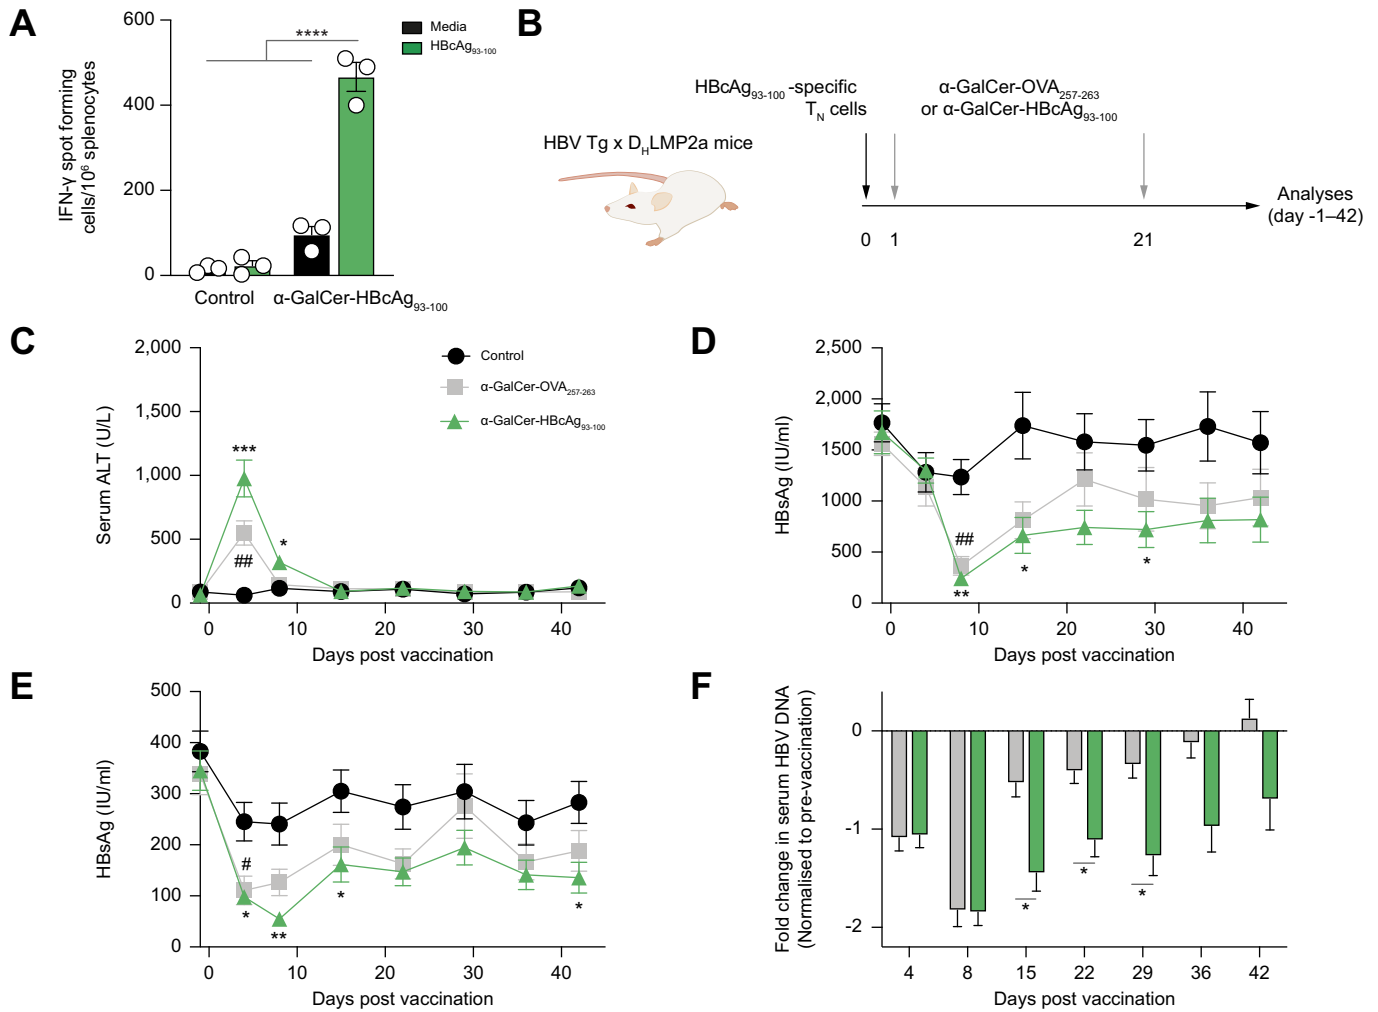 A
600
400
200
0
IFN-γ spot forming
cells/10⁶ splenocytes
****
Media
HBcAg93-100
Control
α-GalCer-HBcAg93-100
B
HBcAg93-100 -specific
TN cells
α-GalCer-OVA257-263
or α-GalCer-HBcAg93-100
HBV Tg x DHLMP2a mice
0
1
21
Analyses
(day -1–42)
C
2,000
1,500
1,000
500
0
Serum ALT (U/L)
***
##
*
Control
α-GalCer-OVA257-263
α-GalCer-HBcAg93-100
0 10 20 30 40
Days post vaccination
D
2,500
2,000
1500
1000
500
0
HBsAg (IU/ml)
##
**
*
*
0 10 20 30 40
Days post vaccination
E
500
400
300
200
100
0
HBsAg (IU/ml)
#
*
**
*
*
0 10 20 30 40
Days post vaccination
F
0
-1
-2
Fold change in serum HBV DNA
(Normalised to pre-vaccination)
*
*
*
4 8 15 22 29 36 42
Days post vaccination